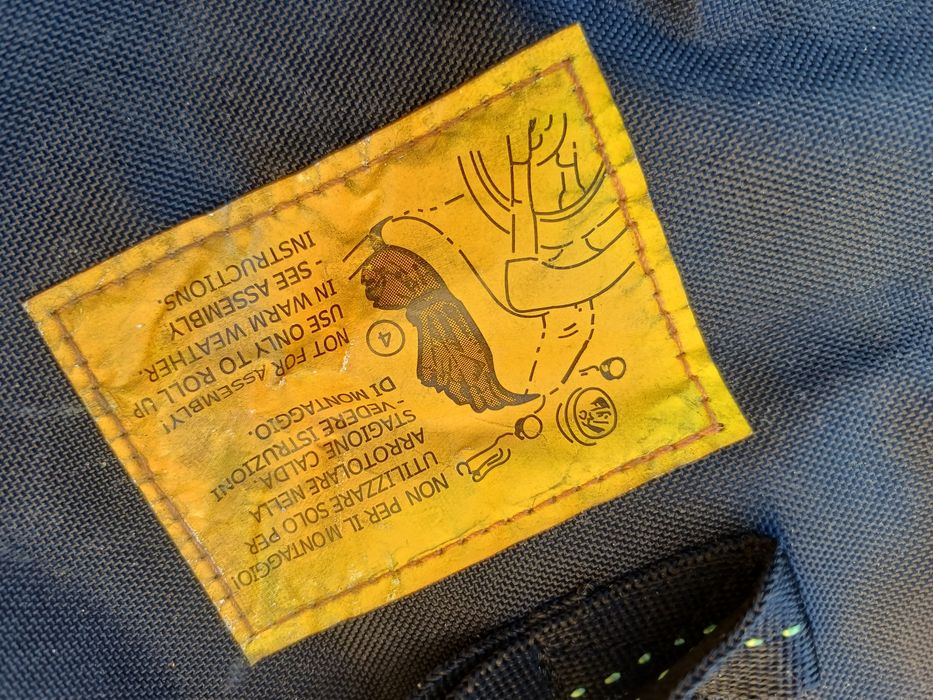 NON PER IL MONTAGGIO!
UTILIZZARE SOLO PER
ARROTOLARE NELLA
STAGIONE CALDA.
-VEDERE ISTRUZIONI
DI MONTAGGIO.
NOT FOR ASSEMBLY!
USE ONLY TO ROLL UP
IN WARM WEATHER.
- SEE ASSEMBLY
INSTRUCTIONS.
4